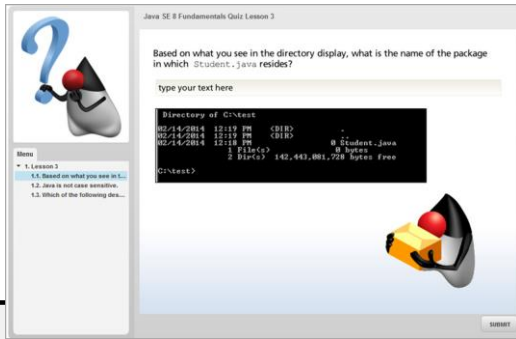 Java SE 8 Fundamentals Quiz Lesson 3
Based on what you see in the directory display, what is the name of the package
in which Student.java resides?
type your text here
Directory of C:\test
02/14/2014 12:19 PM <DIR> .
02/14/2014 12:19 PM <DIR> ..
02/14/2014 12:18 PM 0 Student.java
1 File(s) 0 bytes
2 Dir(s) 142,443,081,728 bytes free
C:\test>
Menu
1. Lesson 3
1.1. Based on what you see in t...
1.2. Java is not case sensitive.
1.3. Which of the following des...
SUBMIT